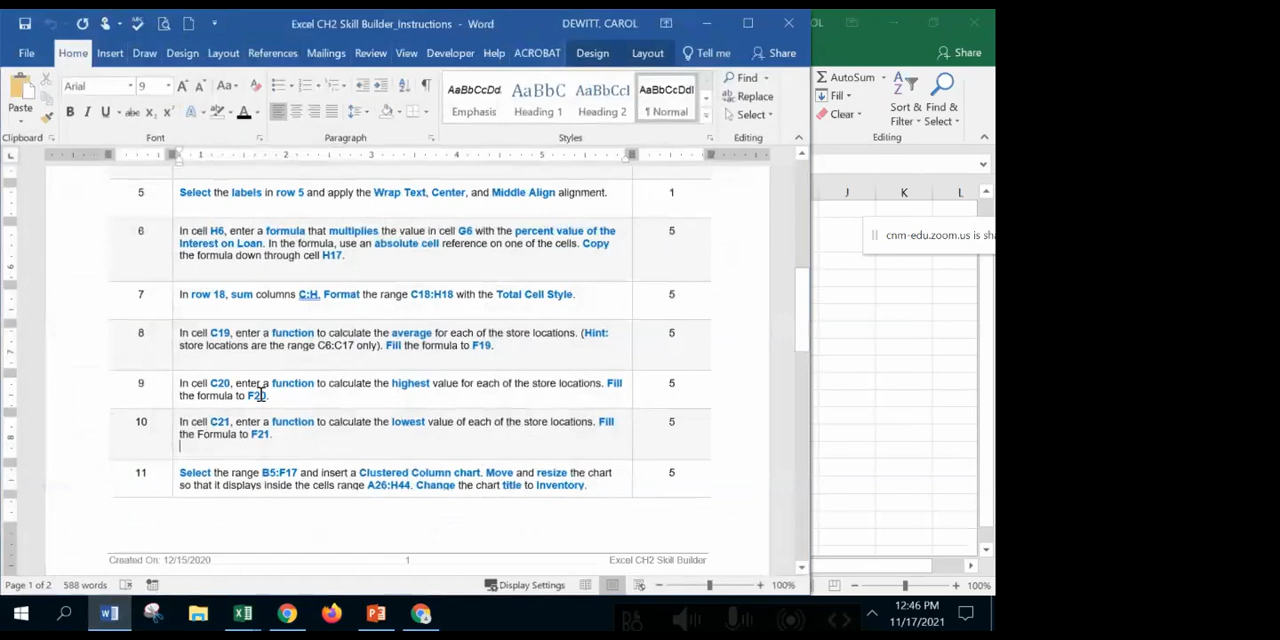 Excel CH2 Skill Builder_Instructions - Word
DEWITT, CAROL
File Home Insert Draw Design Layout References Mailings Review View Developer Help ACROBAT Design Layout Tell me Share
Share
Paste
Arial 9
Aa
B I U abc x₂ x² A A
AaBbCcDd Emphasis
AaBbC Heading 1
AaBbCcI Heading 2
AaBbCcDdI ¶ Normal
Find
Replace
Select
AutoSum
Fill
Clear
Sort & Filter
Find & Select
Clipboard Font Paragraph Styles Editing
Editing
1 2 3 4 5
J K L
5 Select the labels in row 5 and apply the Wrap Text, Center, and Middle Align alignment. 1
6 In cell H6, enter a formula that multiplies the value in cell G6 with the percent value of the 5
Interest on Loan. In the formula, use an absolute cell reference on one of the cells. Copy
the formula down through cell H17.
cnm-edu.zoom.us is sha
7 In row 18, sum columns C:H. Format the range C18:H18 with the Total Cell Style. 5
8 In cell C19, enter a function to calculate the average for each of the store locations. (Hint: 5
store locations are the range C6:C17 only). Fill the formula to F19.
9 In cell C20, enter a function to calculate the highest value for each of the store locations. Fill 5
the formula to F20.
10 In cell C21, enter a function to calculate the lowest value of each of the store locations. Fill 5
the Formula to F21.
11 Select the range B5:F17 and insert a Clustered Column chart. Move and resize the chart 5
so that it displays inside the cells range A26:H44. Change the chart title to Inventory.
Created On: 12/15/2020 1 Excel CH2 Skill Builder
Page 1 of 2 588 words Display Settings 100%
100%
12:46 PM
11/17/2021